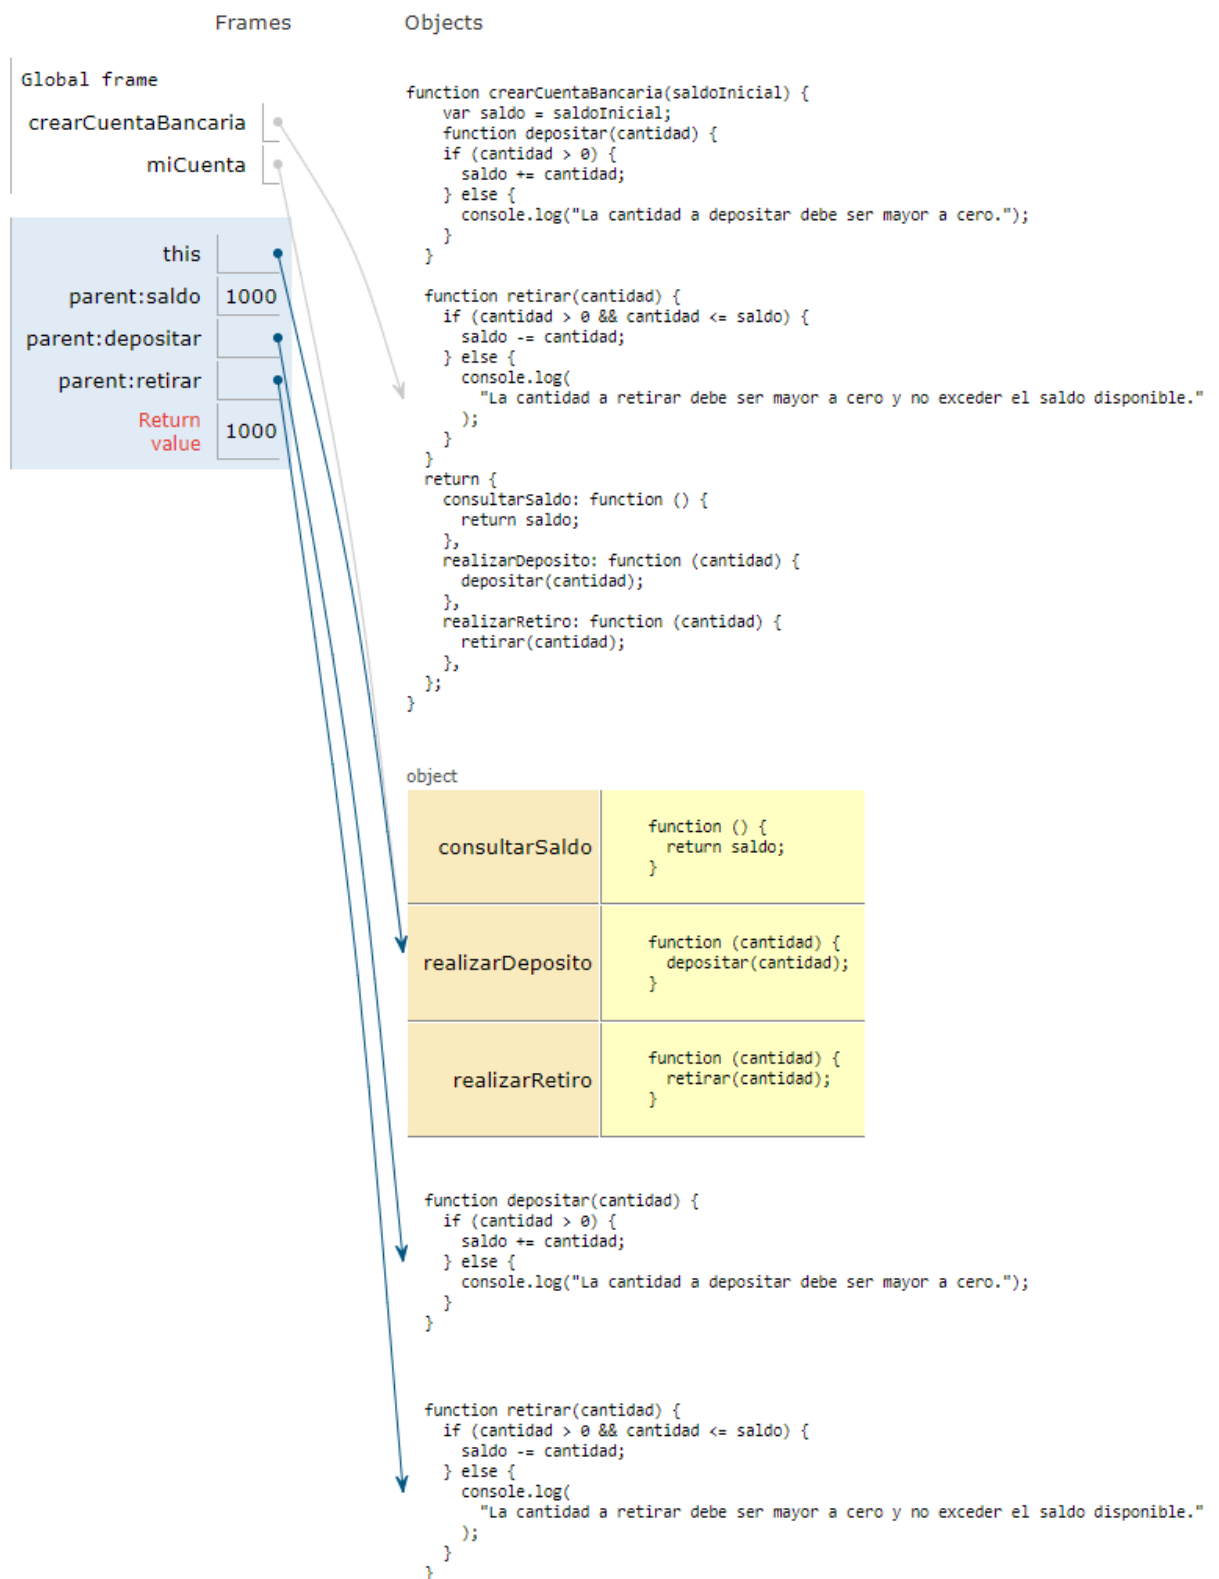 Frames Objects
Global frame
crearCuentaBancaria
miCuenta
this
parent:saldo 1000
parent:depositar
parent:retirar
Return
value 1000
function crearCuentaBancaria(saldoInicial) {
    var saldo = saldoInicial;
    function depositar(cantidad) {
    if (cantidad > 0) {
      saldo += cantidad;
    } else {
      console.log("La cantidad a depositar debe ser mayor a cero.");
    }
  }
  function retirar(cantidad) {
    if (cantidad > 0 && cantidad <= saldo) {
      saldo -= cantidad;
    } else {
      console.log(
        "La cantidad a retirar debe ser mayor a cero y no exceder el saldo disponible."
      );
    }
  }
  return {
    consultarSaldo: function () {
      return saldo;
    },
    realizarDeposito: function (cantidad) {
      depositar(cantidad);
    },
    realizarRetiro: function (cantidad) {
      retirar(cantidad);
    },
  };
}
object
consultarSaldo
function () {
  return saldo;
}
realizarDeposito
function (cantidad) {
  depositar(cantidad);
}
realizarRetiro
function (cantidad) {
  retirar(cantidad);
}
  function depositar(cantidad) {
    if (cantidad > 0) {
      saldo += cantidad;
    } else {
      console.log("La cantidad a depositar debe ser mayor a cero.");
    }
  }
  function retirar(cantidad) {
    if (cantidad > 0 && cantidad <= saldo) {
      saldo -= cantidad;
    } else {
      console.log(
        "La cantidad a retirar debe ser mayor a cero y no exceder el saldo disponible."
      );
    }
  }